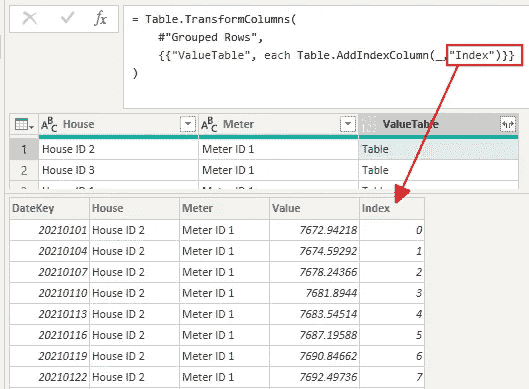 fx
= Table.TransformColumns(
#"Grouped Rows",
{{"ValueTable", each Table.AddIndexColumn(_,"Index")}}
)
ABC House ABC Meter ValueTable
1 House ID 2 Meter ID 1 Table
2 House ID 3 Meter ID 1 Table
DateKey House Meter Value Index
20210101 House ID 2 Meter ID 1 7672.94218 0
20210104 House ID 2 Meter ID 1 7674.59292 1
20210107 House ID 2 Meter ID 1 7678.24366 2
20210110 House ID 2 Meter ID 1 7681.8944 3
20210113 House ID 2 Meter ID 1 7683.54514 4
20210116 House ID 2 Meter ID 1 7687.19588 5
20210119 House ID 2 Meter ID 1 7690.84662 6
20210122 House ID 2 Meter ID 1 7692.49736 7